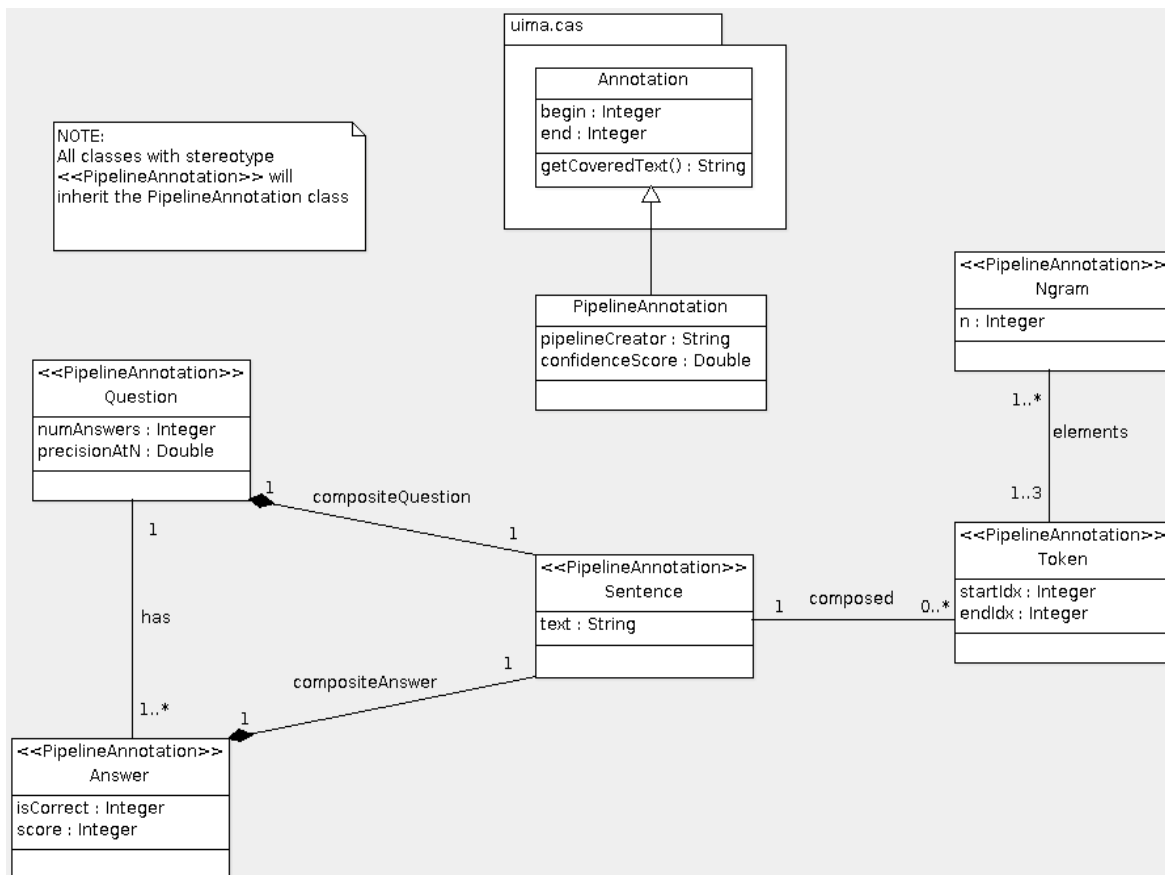 uima.cas
Annotation
begin : Integer
end : Integer
getCoveredText() : String
NOTE:
All classes with stereotype
<<PipelineAnnotation>> will
inherit the PipelineAnnotation class
PipelineAnnotation
pipelineCreator : String
confidenceScore : Double
<<PipelineAnnotation>>
Ngram
n : Integer
1..*
elements
1..3
<<PipelineAnnotation>>
Question
numAnswers : Integer
precisionAtN : Double
1
compositeQuestion
1
1
has
1..*
<<PipelineAnnotation>>
Sentence
text : String
1
composed
0..*
<<PipelineAnnotation>>
Token
startIdx : Integer
endIdx : Integer
1
compositeAnswer
1
<<PipelineAnnotation>>
Answer
isCorrect : Integer
score : Integer